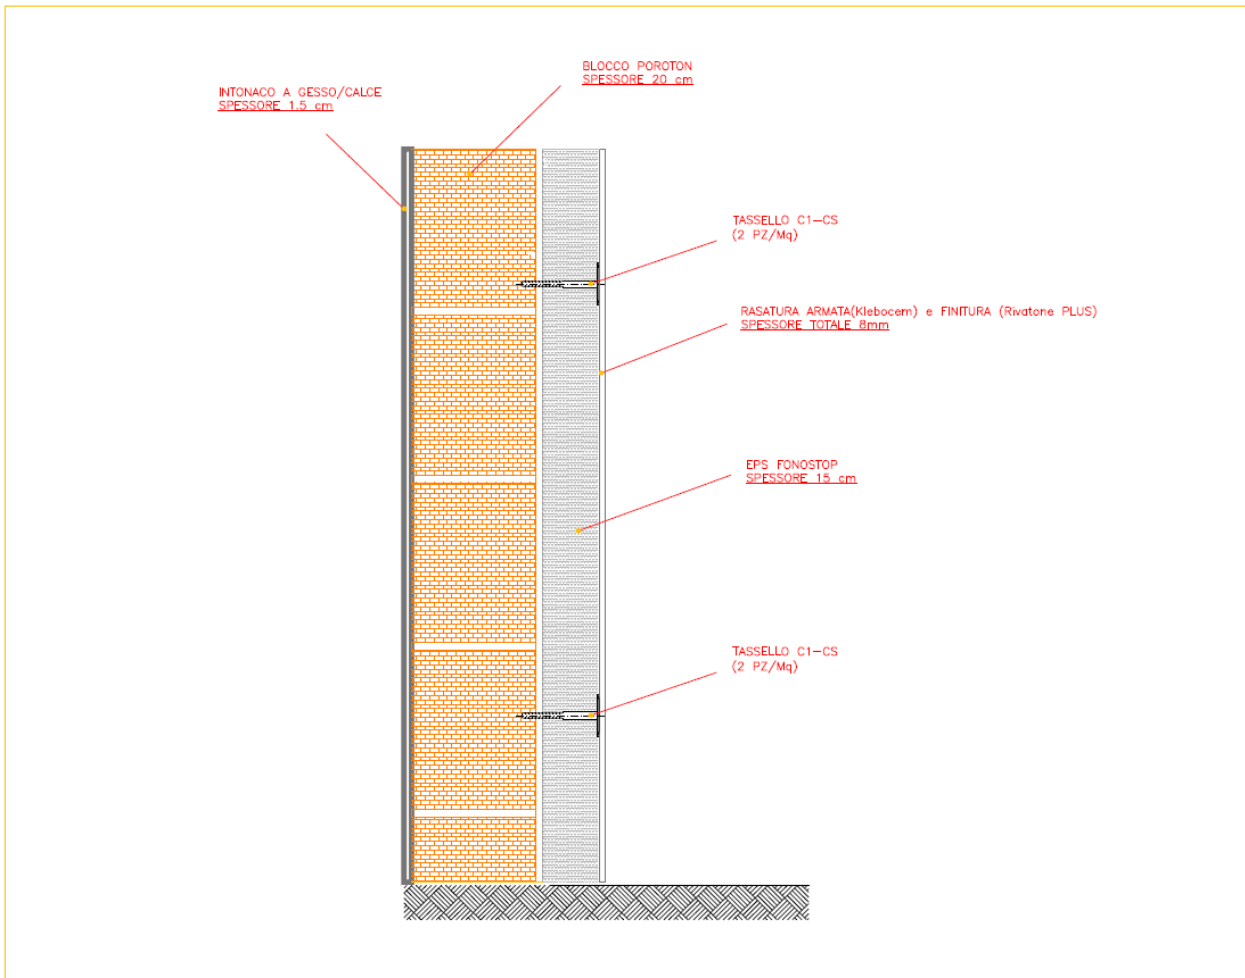 BLOCCO POROTON
SPESSORE 20 cm
INTONACO A GESSO/CALCE
SPESSORE 1.5 cm
TASSELLO C1-CS
(2 PZ/Mq)
RASATURA ARMATA(Klebocem) e FINITURA (Rivatone PLUS)
SPESSORE TOTALE 8mm
EPS FONOSTOP
SPESSORE 15 cm
TASSELLO C1-CS
(2 PZ/Mq)